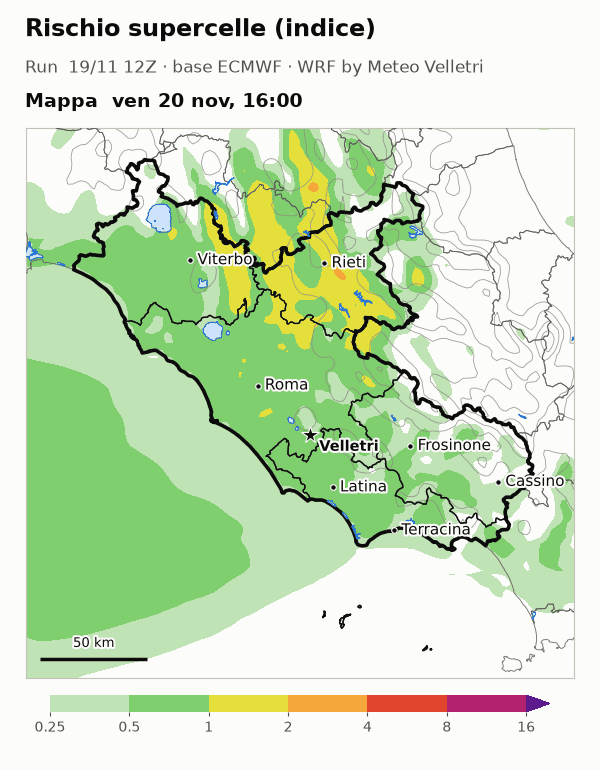 Rischio supercelle (indice)
Run  19/11 12Z · base ECMWF · WRF by Meteo Velletri
Mappa  ven 20 nov, 16:00
Viterbo
Rieti
Roma
Velletri
Frosinone
Cassino
Latina
Terracina
50 km
0.25 0.5 1 2 4 8 16